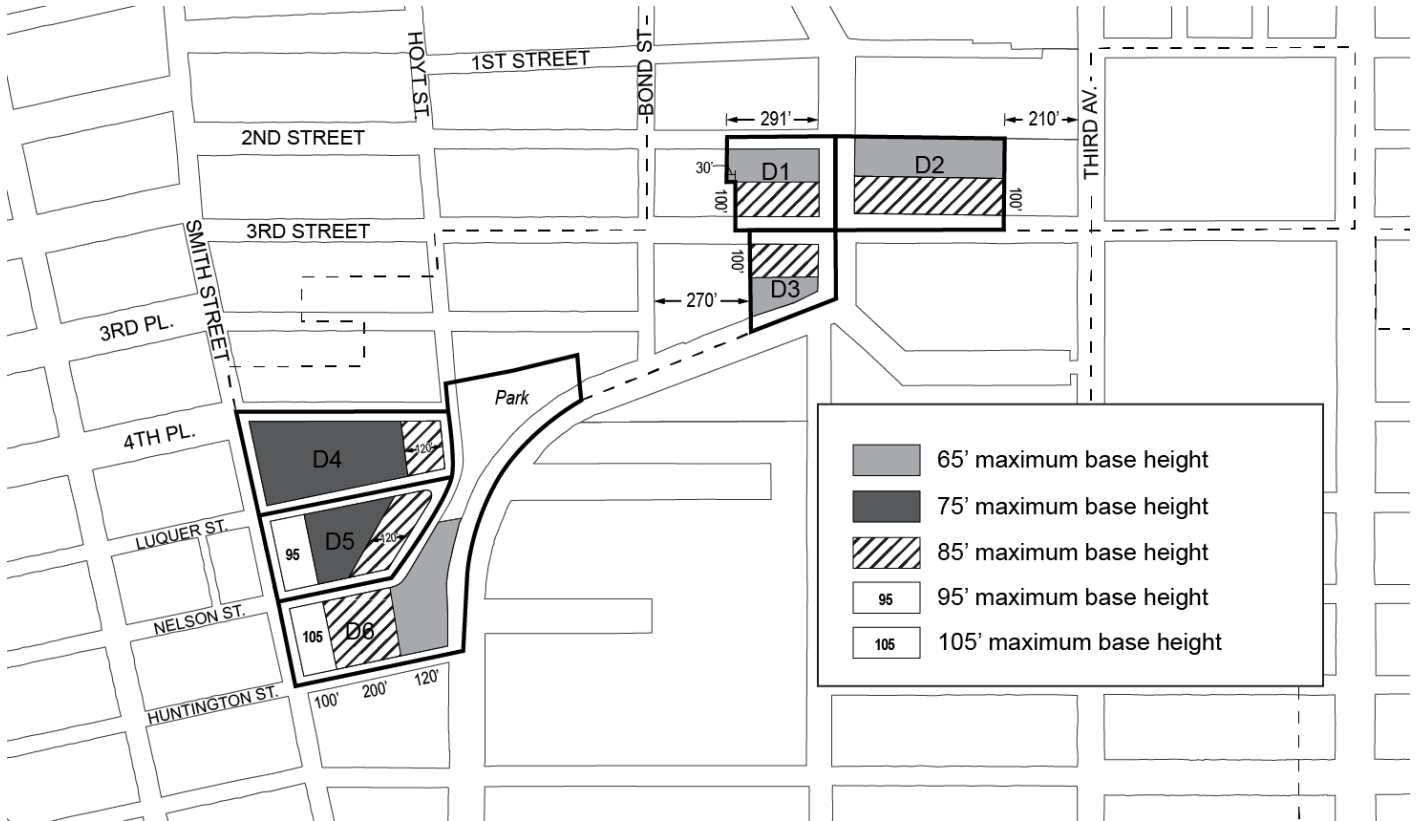 HOYT ST.
1ST STREET
BOND ST
THIRD AV.
2ND STREET
291'
210'
30'
D1
D2
100'
100'
3RD STREET
SMITH STREET
100'
D3
270'
3RD PL.
Park
4TH PL.
D4
120'
LUQUER ST.
95
D5
120'
NELSON ST.
105
D6
HUNTINGTON ST.
100'
200'
120'
65' maximum base height
75' maximum base height
85' maximum base height
95 95' maximum base height
105 105' maximum base height